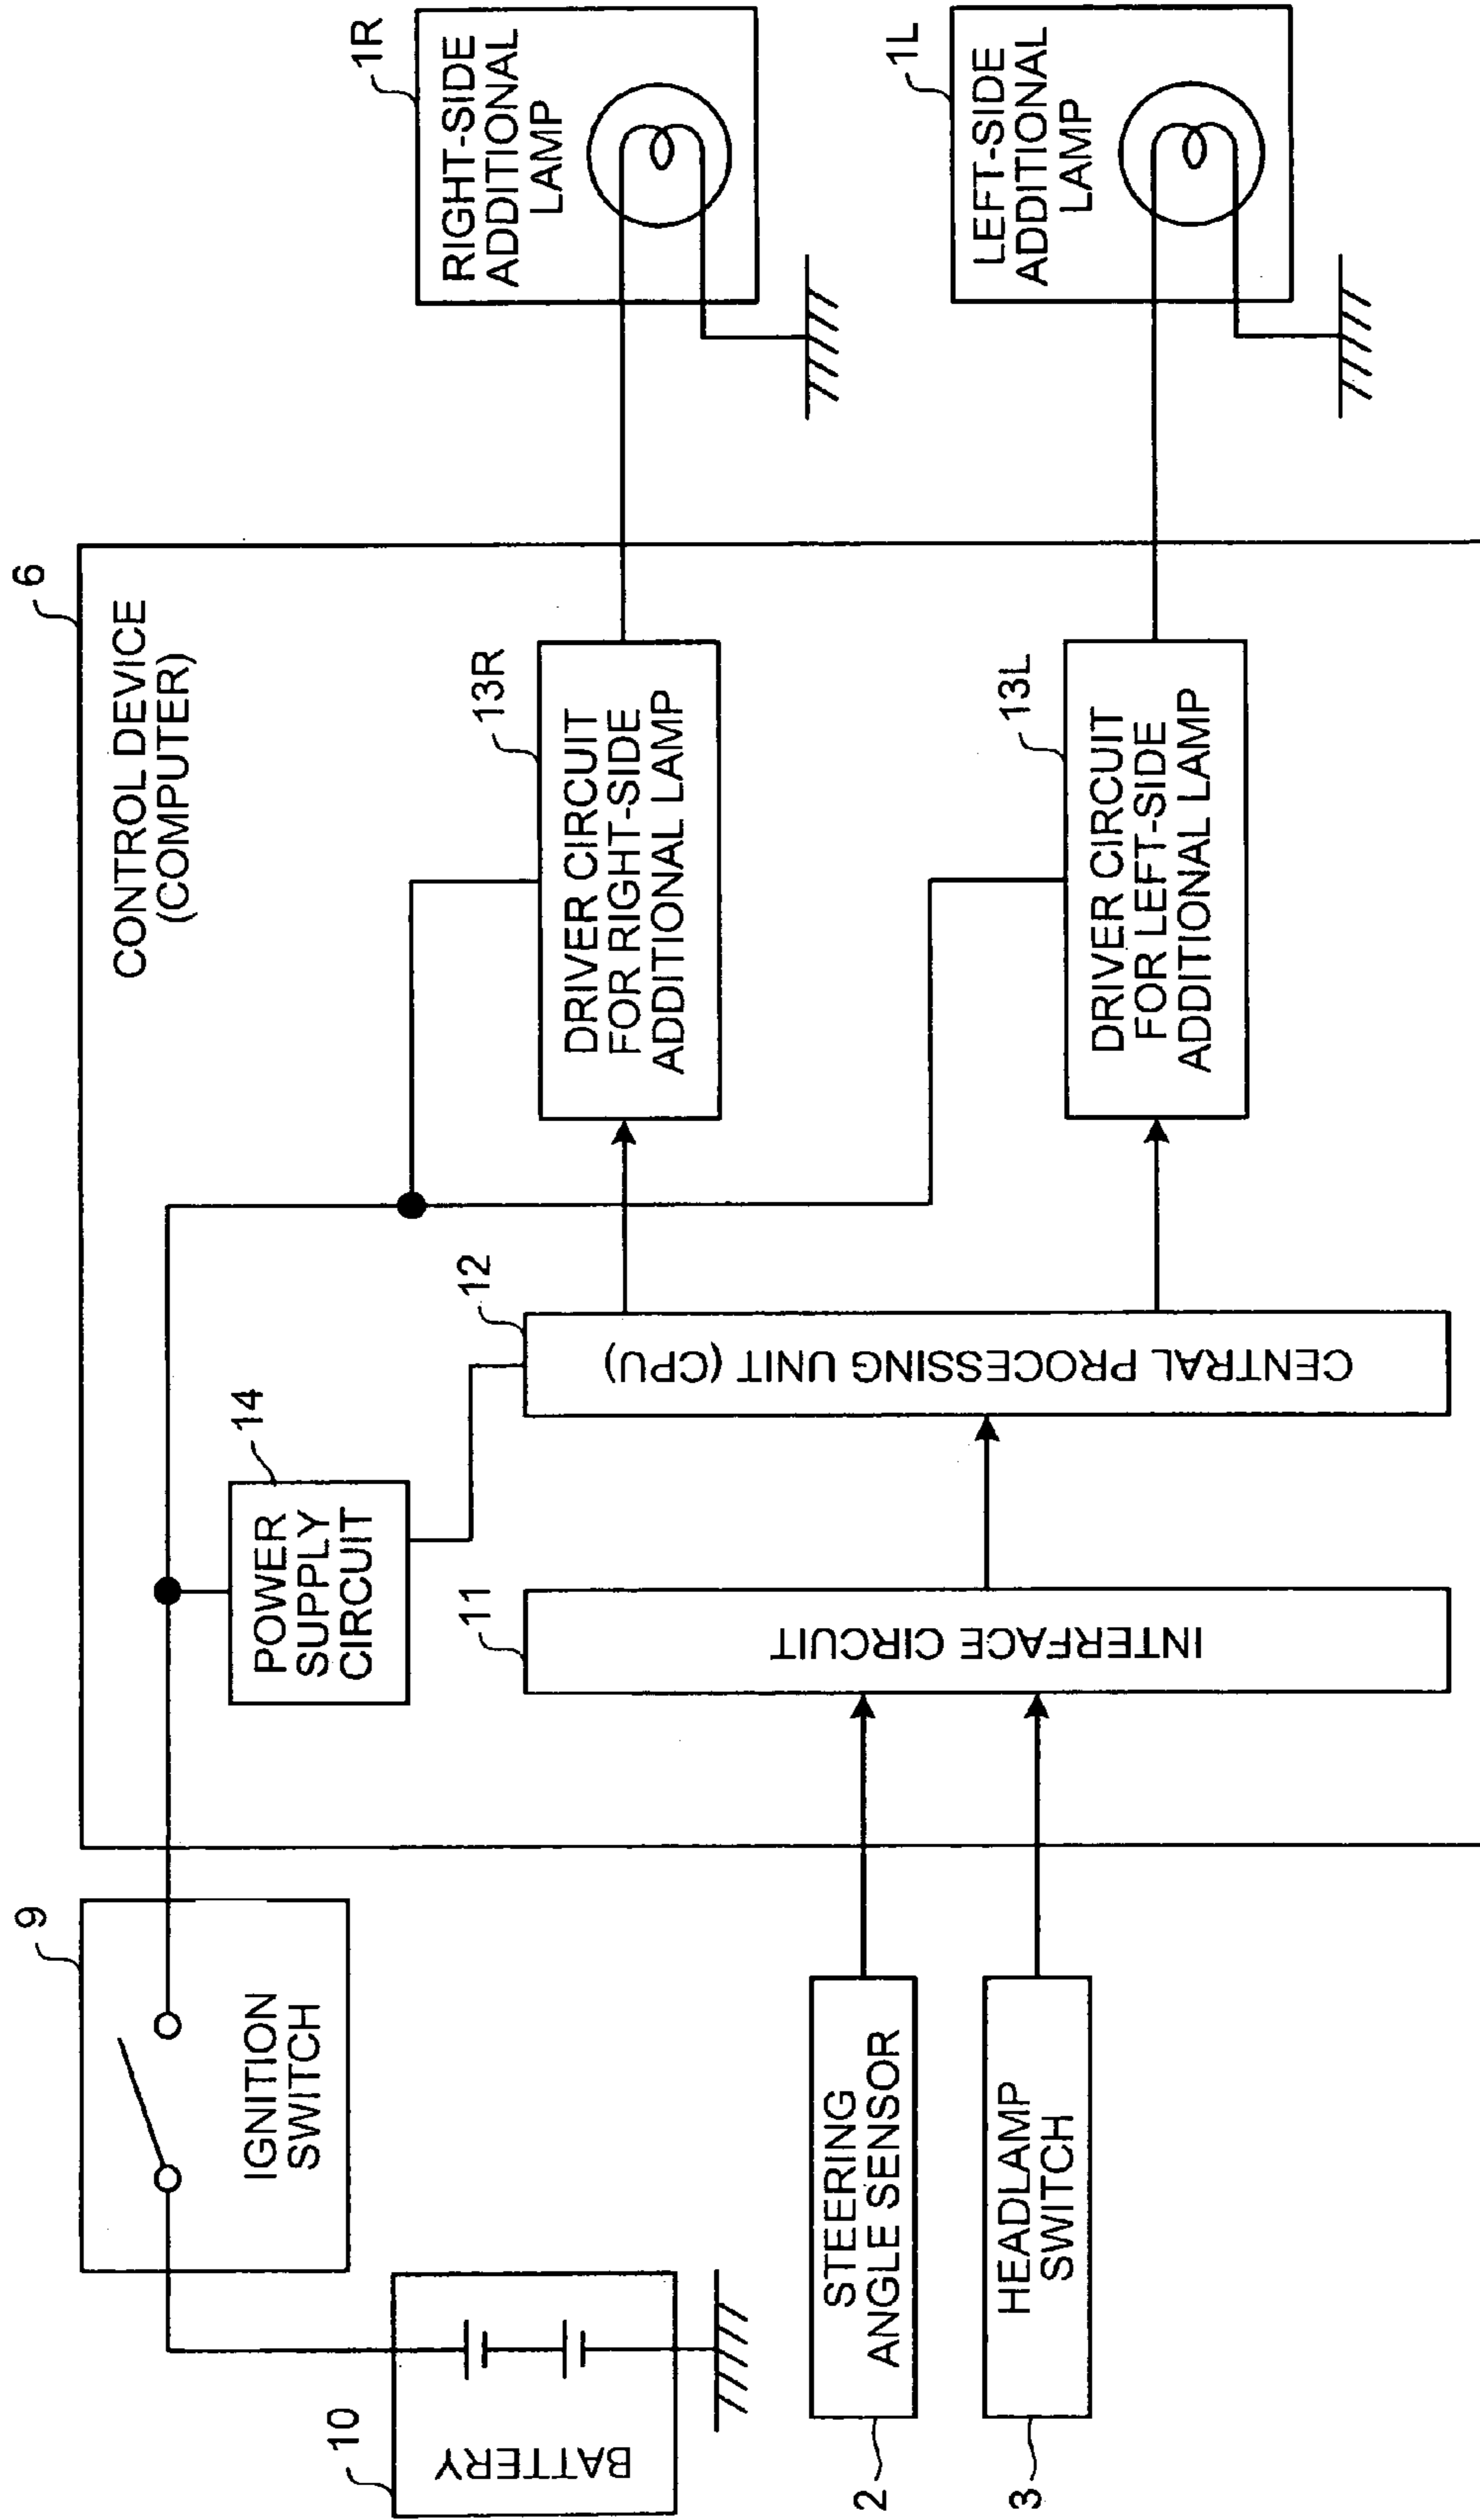 10
BATTERY
9
IGNITION
SWITCH
2
STEERING
ANGLE SENSOR
3
HEADLAMP
SWITCH
6
CONTROL DEVICE
(COMPUTER)
14
POWER
SUPPLY
CIRCUIT
11
INTERFACE CIRCUIT
12
CENTRAL PROCESSING UNIT (CPU)
13R
DRIVER CIRCUIT
FOR RIGHT-SIDE
ADDITIONAL LAMP
13L
DRIVER CIRCUIT
FOR LEFT-SIDE
ADDITIONAL LAMP
1R
RIGHT-SIDE
ADDITIONAL
LAMP
1L
LEFT-SIDE
ADDITIONAL
LAMP